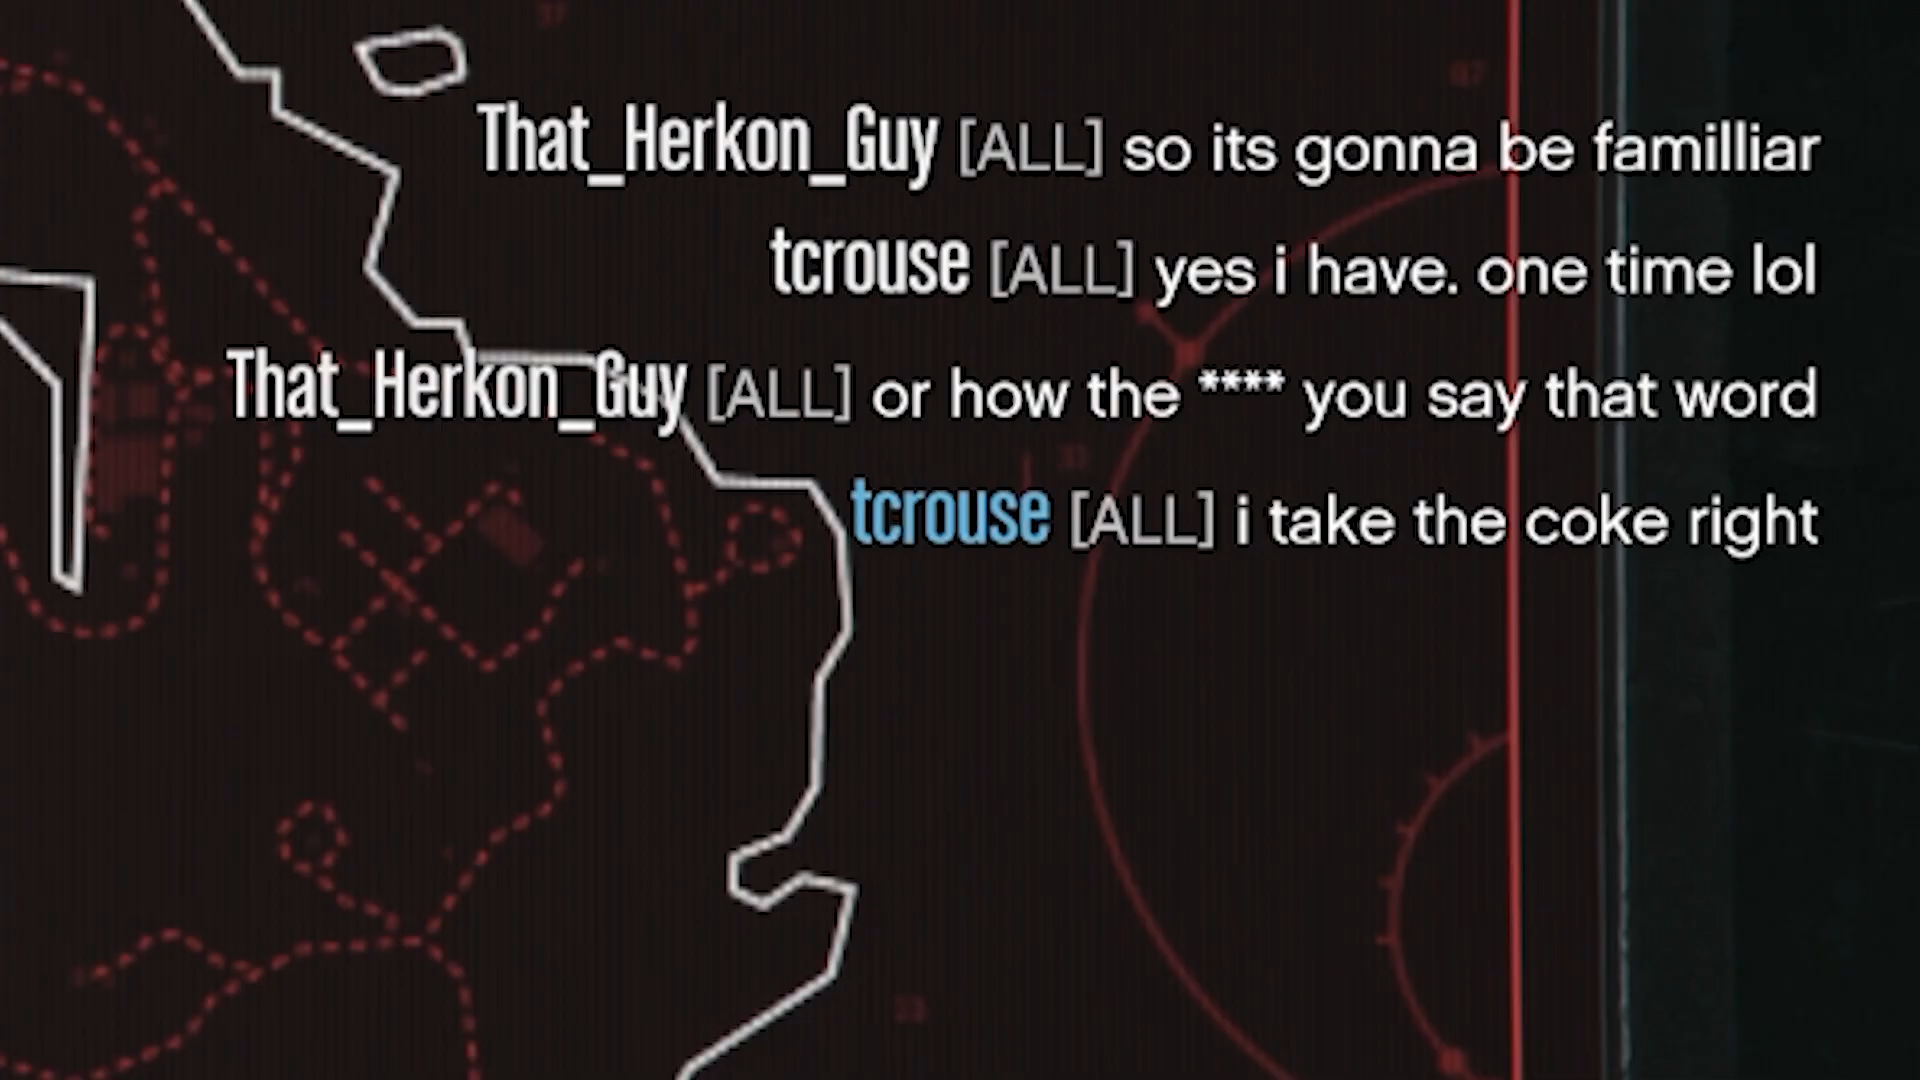 That_Herkon_Guy [ALL] so its gonna be familliar
tcrouse [ALL] yes i have. one time lol
That_Herkon_Guy [ALL] or how the **** you say that word
tcrouse [ALL] i take the coke right